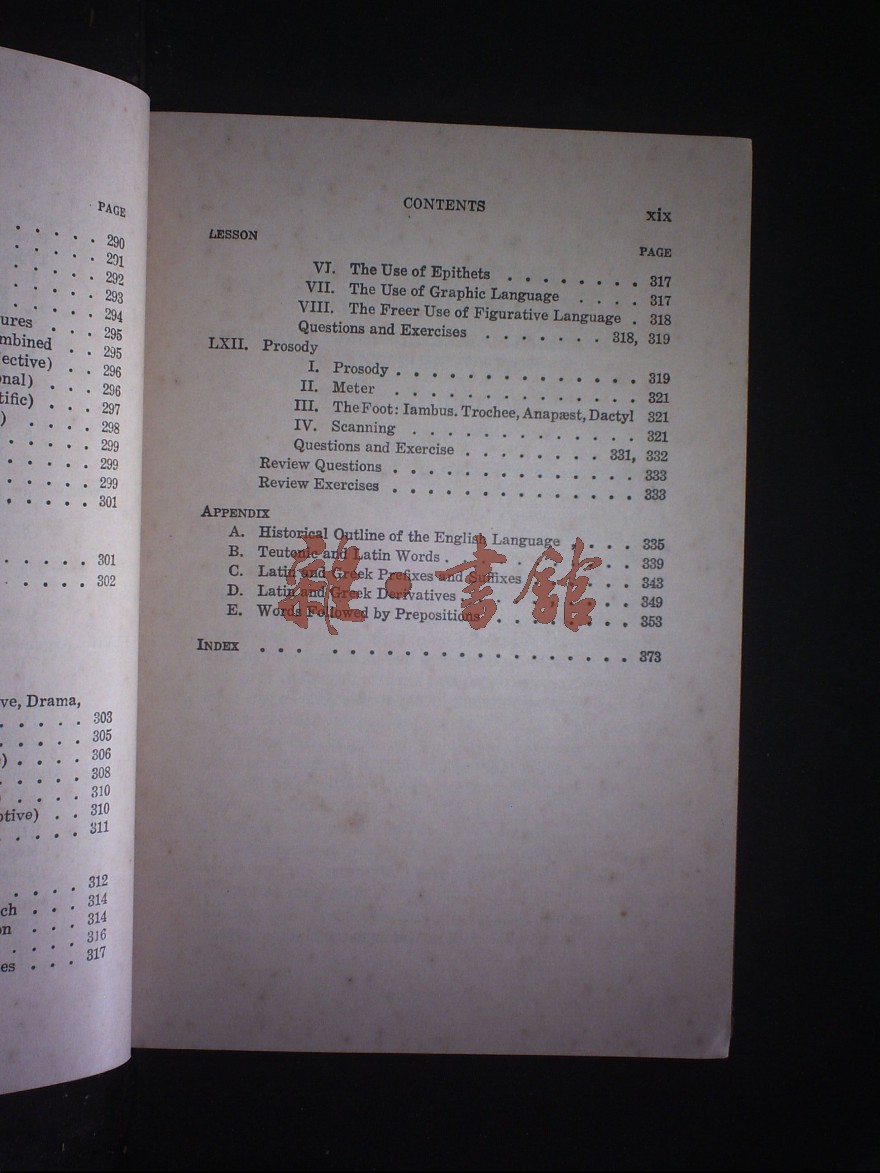 PAGE
. . . . . 290
. . . . . 291
. . . . . 292
. . . . . 293
. . . . . 294
ures . . . 295
mbined . . 295
ective) . . . 296
onal) . . . . 296
tific) . . . 297
) . . . . 298
. . . . . 299
. . . . . 299
. . . . . 299
. . . . . 301
. . . . . 301
. . . . . 302
ve, Drama,
. . . . . 303
. . . . . 305
) . . . . 306
. . . . . 308
. . . . 310
ptive) . . 310
. . . . . 311
. . . . 312
ch . . . 314
on . . . 314
. . . . 316
es . . . 317
CONTENTS xix
LESSON PAGE
VI. The Use of Epithets . . . . . . . . 317
VII. The Use of Graphic Language . . . . 317
VIII. The Freer Use of Figurative Language . 318
Questions and Exercises . . . . . . . 318, 319
LXII. Prosody
I. Prosody . . . . . . . . . . . . . . 319
II. Meter . . . . . . . . . . . . . . 321
III. The Foot: Iambus. Trochee, Anapæst, Dactyl 321
IV. Scanning . . . . . . . . . . . . . 321
Questions and Exercise . . . . . . . . 331, 332
Review Questions . . . . . . . . . . . . . . 333
Review Exercises . . . . . . . . . . . . . . 333
APPENDIX
A. Historical Outline of the English Language . . . . 335
B. Teutonic and Latin Words . . . . . . . . . . . 339
C. Latin and Greek Prefixes and Suffixes . . . . . . 343
D. Latin and Greek Derivatives . . . . . . . . . . 349
E. Words Followed by Prepositions . . . . . . . . 353
INDEX . . . . . . . . . . . . . . . . . . . 373
雜·書館